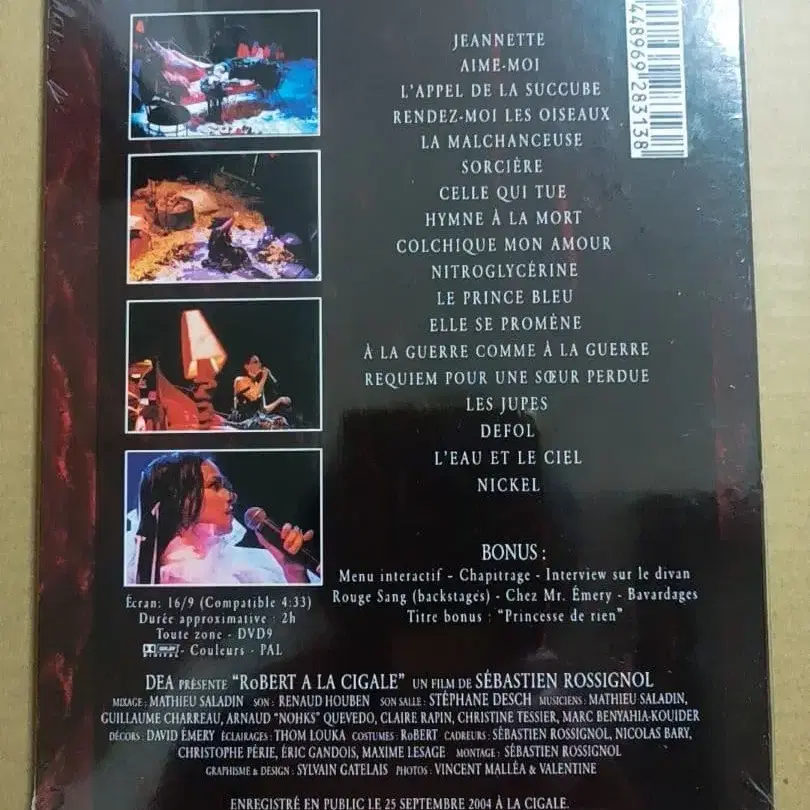 448969 283138
JEANNETTE
AIME-MOI
L'APPEL DE LA SUCCUBE
RENDEZ-MOI LES OISEAUX
LA MALCHANCEUSE
SORCIÈRE
CELLE QUI TUE
HYMNE À LA MORT
COLCHIQUE MON AMOUR
NITROGLYCÉRINE
LE PRINCE BLEU
ELLE SE PROMÈNE
À LA GUERRE COMME À LA GUERRE
REQUIEM POUR UNE SŒUR PERDUE
LES JUPES
DEFOL
L'EAU ET LE CIEL
NICKEL
BONUS :
Menu interactif - Chapitrage - Interview sur le divan
Rouge Sang (backstages) - Chez Mr. Émery - Bavardages
Titre bonus : "Princesse de rien"
Écran: 16/9 (Compatible 4:33)
Durée approximative : 2h
Toute zone - DVD9
DIGITAL - Couleurs - PAL
DEA PRÉSENTE "RoBERT A LA CIGALE" UN FILM DE SÉBASTIEN ROSSIGNOL
MIXAGE : MATHIEU SALADIN SON : RENAUD HOUBEN SON SALLE : STÉPHANE DESCH MUSICIENS : MATHIEU SALADIN,
GUILLAUME CHARREAU, ARNAUD "NOHKS" QUEVEDO, CLAIRE RAPIN, CHRISTINE TESSIER, MARC BENYAHIA-KOUIDER
DÉCORS : DAVID ÉMERY ÉCLAIRAGES : THOM LOUKA COSTUMES : RoBERT CADREURS : SÉBASTIEN ROSSIGNOL, NICOLAS BARY,
CHRISTOPHE PÉRIE, ÉRIC GANDOIS, MAXIME LESAGE MONTAGE : SÉBASTIEN ROSSIGNOL
GRAPHISME & DESIGN : SYLVAIN GATELAIS PHOTOS : VINCENT MALLÉA & VALENTINE
ENREGISTRÉ EN PUBLIC LE 25 SEPTEMBRE 2004 À LA CIGALE.